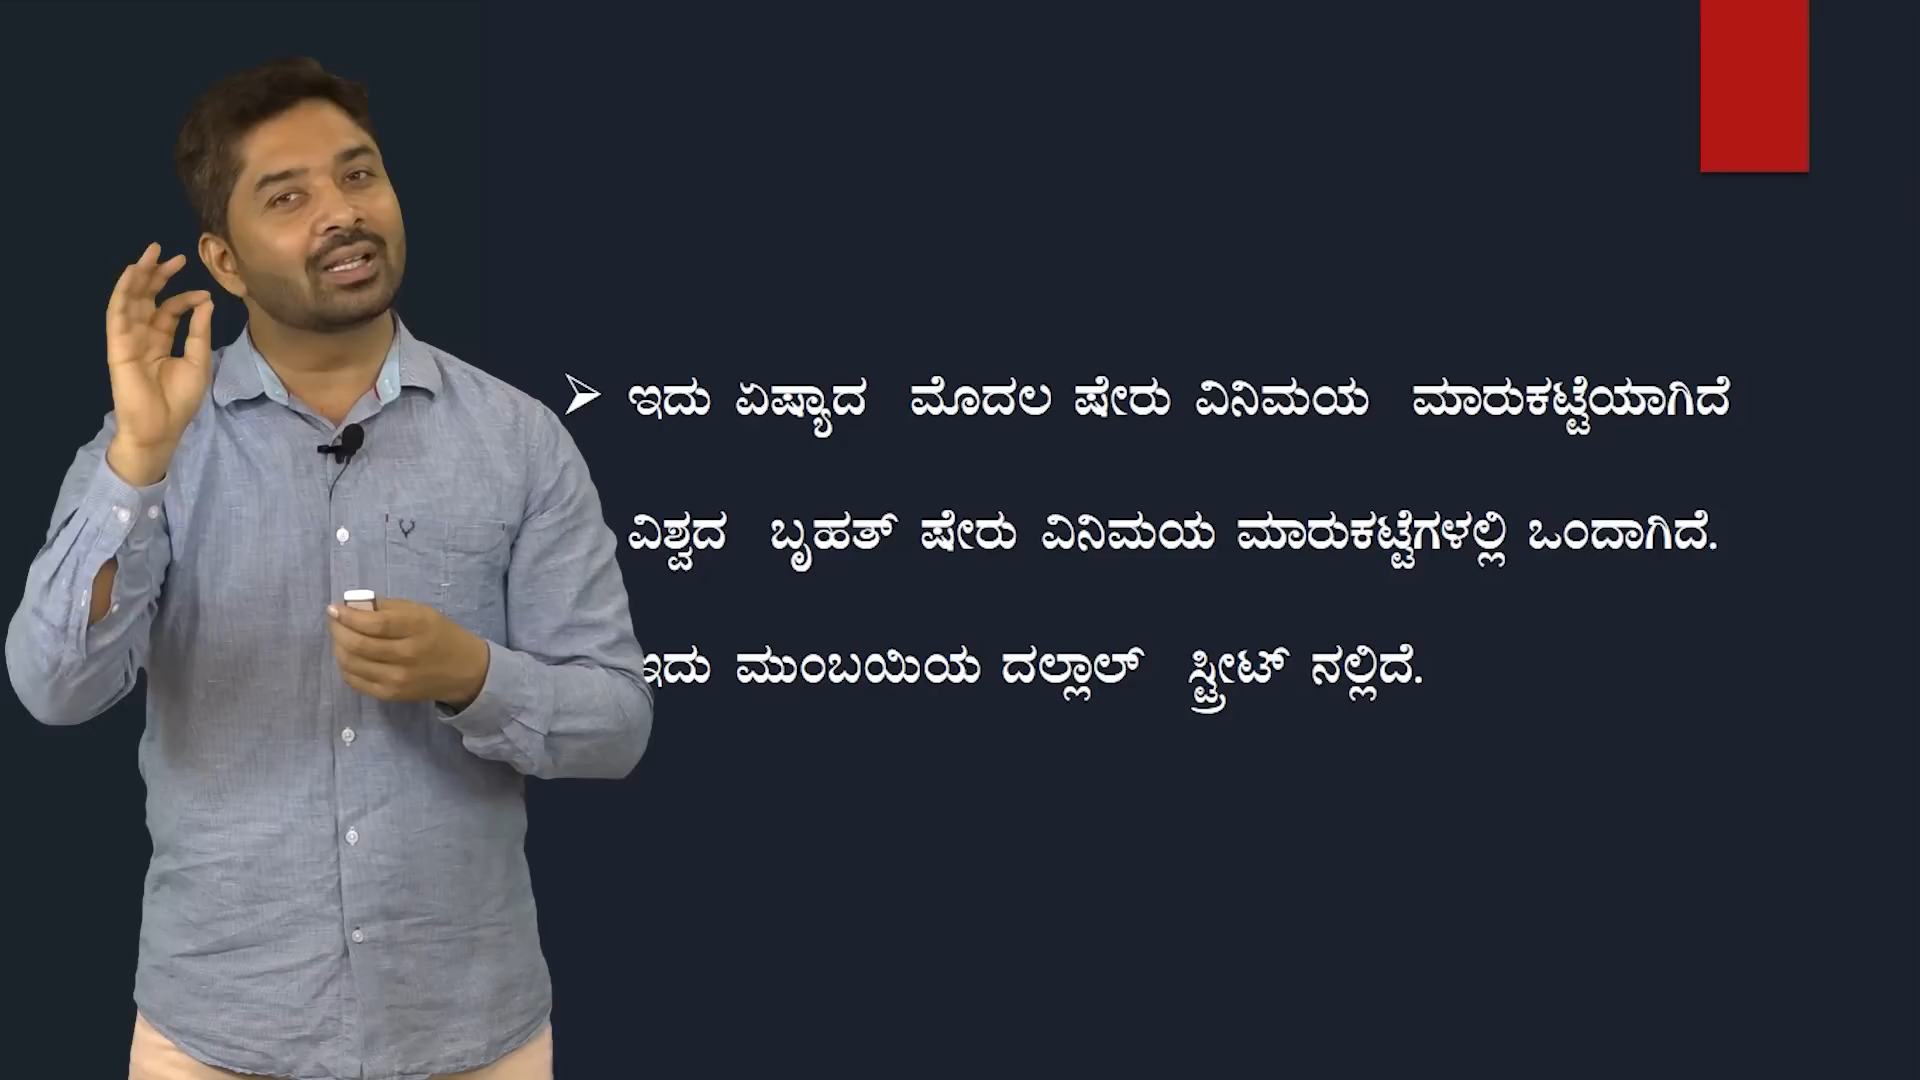 ಇದು ಏಷ್ಯಾದ ಮೊದಲ ಷೇರು ವಿನಿಮಯ ಮಾರುಕಟ್ಟೆಯಾಗಿದೆ
ವಿಶ್ವದ ಬೃಹತ್ ಷೇರು ವಿನಿಮಯ ಮಾರುಕಟ್ಟೆಗಳಲ್ಲಿ ಒಂದಾಗಿದೆ.
ಇದು ಮುಂಬಯಿಯ ದಲ್ಲಾಲ್ ಸ್ಟ್ರೀಟ್ ನಲ್ಲಿದೆ.